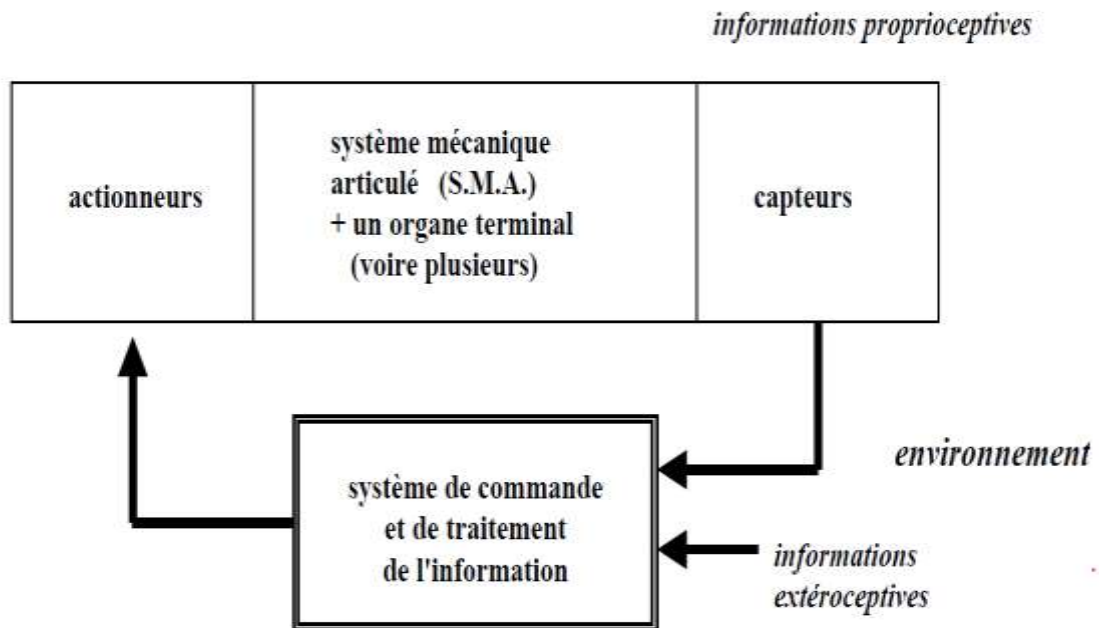 informations proprioceptives
actionneurs
système mécanique
articulé (S.M.A.)
+ un organe terminal
(voire plusieurs)
capteurs
environnement
système de commande
et de traitement
de l'information
informations
extéroceptives